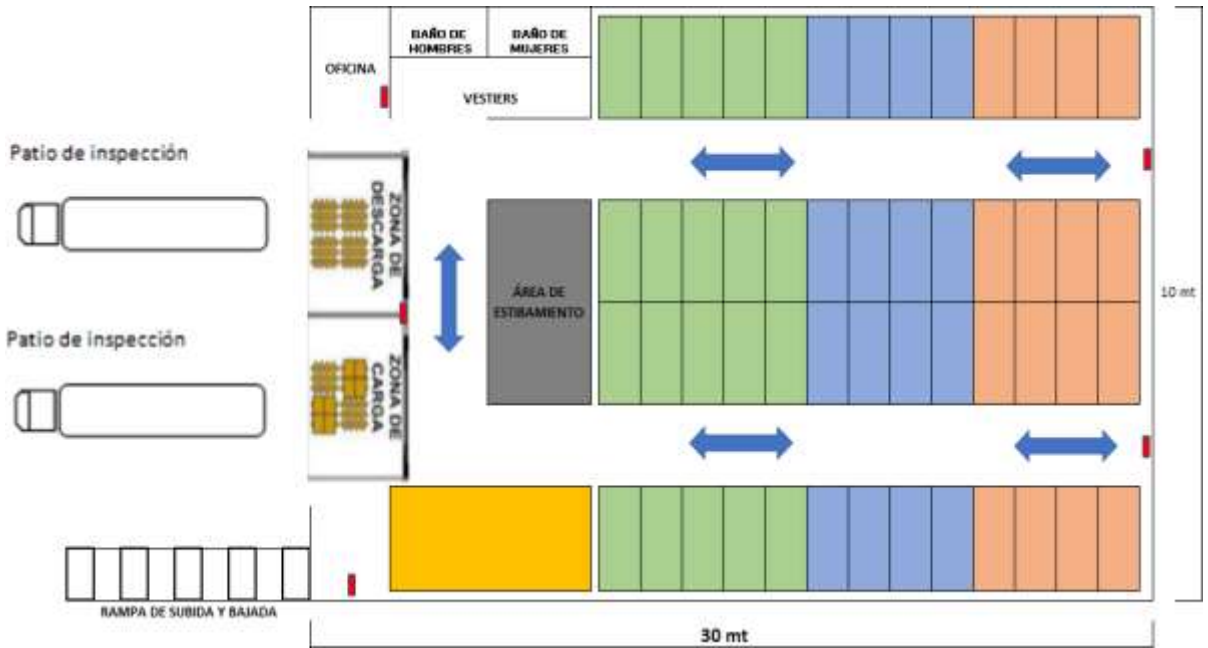 BAÑO DE
HOMBRES
BAÑO DE
MUJERES
OFICINA
VESTIERS
Patio de inspección
ZONA DE
DESCARGA
ÁREA DE
ESTIBAMIENTO
10 mt
Patio de inspección
ZONA DE
CARGA
RAMPA DE SUBIDA Y BAJADA
30 mt